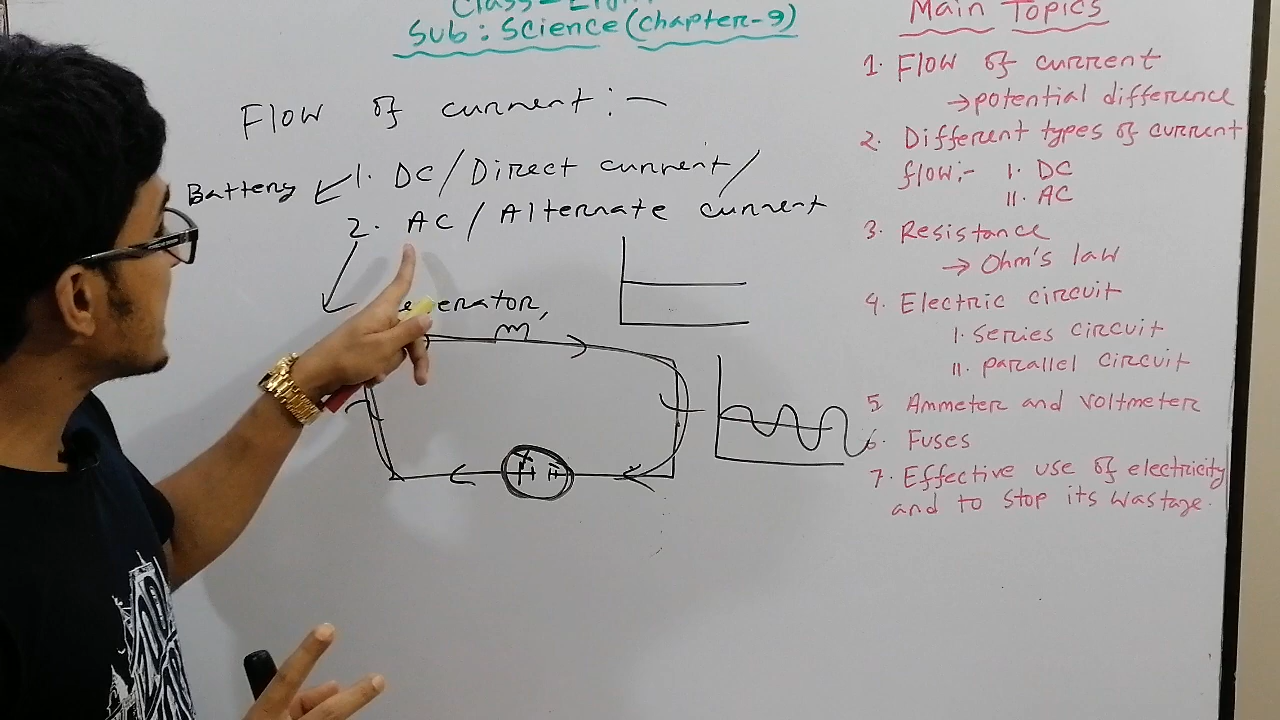 Sub: Science (chapter-9)
Flow of current:-
Battery 1. DC/Direct current/
2. AC/Alternate current
enerator,
Main Topics
1. Flow of current
→ potential difference
2. Different types of current
flow:- I. DC
II. AC
3. Resistance
→ Ohm's law
4. Electric circuit
I. series circuit
II. parallel circuit
5 Ammeter and voltmeter
6. Fuses
7. Effective use of electricity
and to stop its wastage.